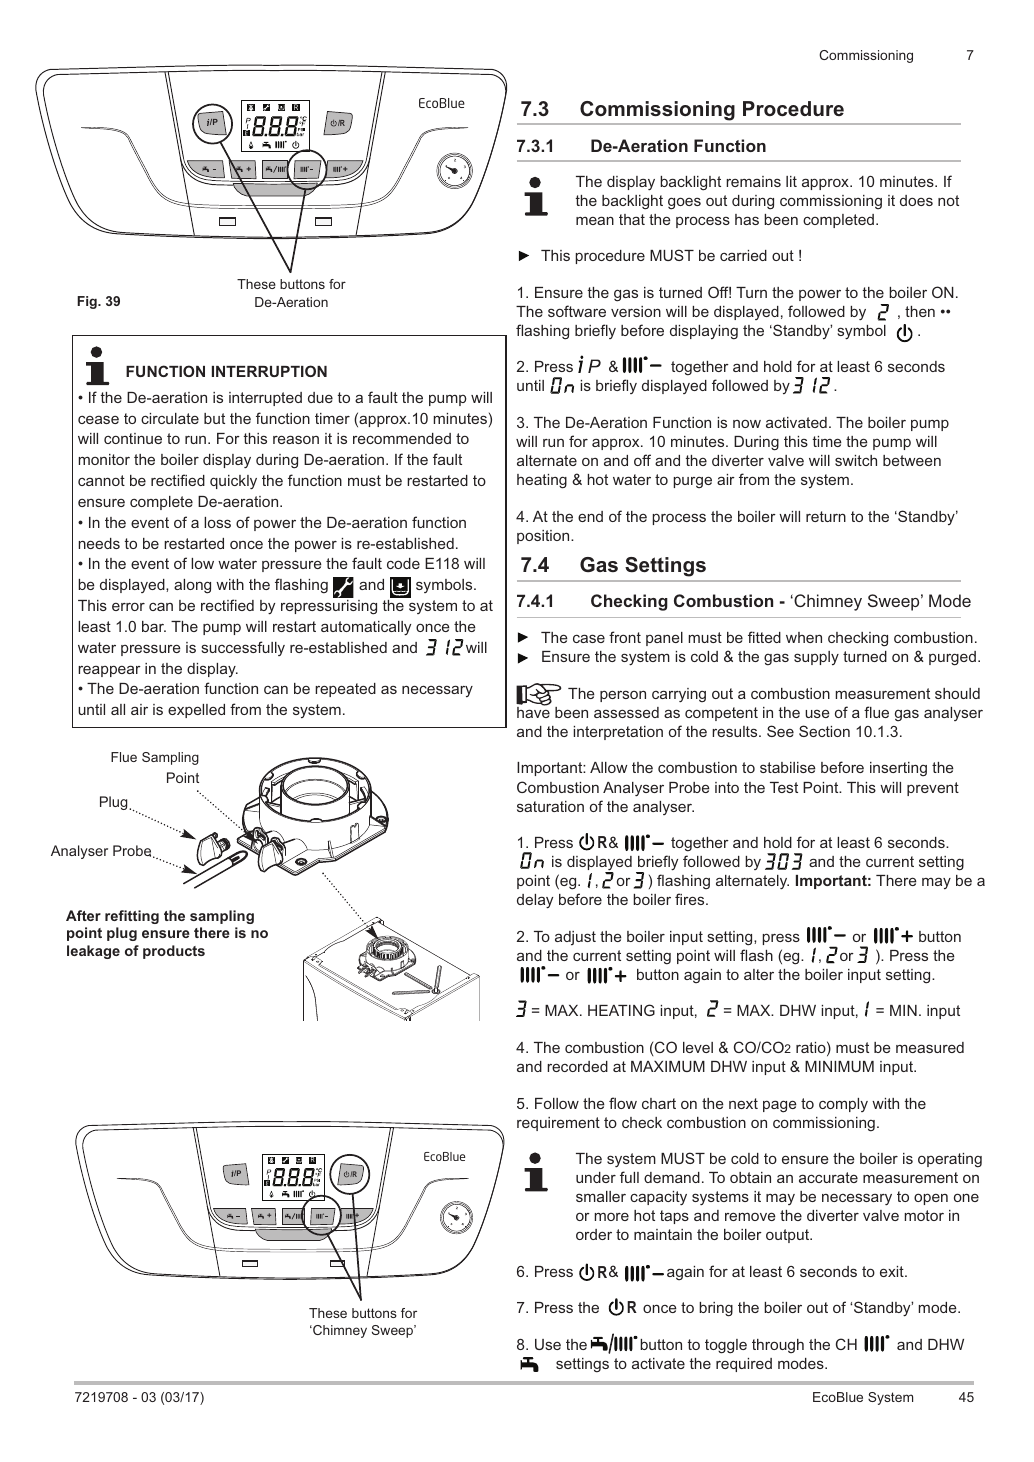 Commissioning 7
EcoBlue
i/P
8.8.8
/R
These buttons for
De-Aeration
Fig. 39
FUNCTION INTERRUPTION
• If the De-aeration is interrupted due to a fault the pump will
cease to circulate but the function timer (approx.10 minutes)
will continue to run. For this reason it is recommended to
monitor the boiler display during De-aeration. If the fault
cannot be rectified quickly the function must be restarted to
ensure complete De-aeration.
• In the event of a loss of power the De-aeration function
needs to be restarted once the power is re-established.
• In the event of low water pressure the fault code E118 will
be displayed, along with the flashing and symbols.
This error can be rectified by repressurising the system to at
least 1.0 bar. The pump will restart automatically once the
water pressure is successfully re-established and 312 will
reappear in the display.
• The De-aeration function can be repeated as necessary
until all air is expelled from the system.
Flue Sampling
Point
Plug
Analyser Probe
After refitting the sampling
point plug ensure there is no
leakage of products
EcoBlue
i/P
8.8.8
/R
These buttons for
‘Chimney Sweep’
7.3 Commissioning Procedure
7.3.1 De-Aeration Function
The display backlight remains lit approx. 10 minutes. If
the backlight goes out during commissioning it does not
mean that the process has been completed.
► This procedure MUST be carried out !
1. Ensure the gas is turned Off! Turn the power to the boiler ON.
The software version will be displayed, followed by 2 , then ••
flashing briefly before displaying the ‘Standby’ symbol .
2. Press i P & – together and hold for at least 6 seconds
until On is briefly displayed followed by 312 .
3. The De-Aeration Function is now activated. The boiler pump
will run for approx. 10 minutes. During this time the pump will
alternate on and off and the diverter valve will switch between
heating & hot water to purge air from the system.
4. At the end of the process the boiler will return to the ‘Standby’
position.
7.4 Gas Settings
7.4.1 Checking Combustion - ‘Chimney Sweep’ Mode
► The case front panel must be fitted when checking combustion.
► Ensure the system is cold & the gas supply turned on & purged.
The person carrying out a combustion measurement should
have been assessed as competent in the use of a flue gas analyser
and the interpretation of the results. See Section 10.1.3.
Important: Allow the combustion to stabilise before inserting the
Combustion Analyser Probe into the Test Point. This will prevent
saturation of the analyser.
1. Press R & – together and hold for at least 6 seconds.
On is displayed briefly followed by 303 and the current setting
point (eg. 1, 2 or 3 ) flashing alternately. Important: There may be a
delay before the boiler fires.
2. To adjust the boiler input setting, press – or + button
and the current setting point will flash (eg. 1, 2 or 3 ). Press the
– or + button again to alter the boiler input setting.
3 = MAX. HEATING input, 2 = MAX. DHW input, 1 = MIN. input
4. The combustion (CO level & CO/CO2 ratio) must be measured
and recorded at MAXIMUM DHW input & MINIMUM input.
5. Follow the flow chart on the next page to comply with the
requirement to check combustion on commissioning.
The system MUST be cold to ensure the boiler is operating
under full demand. To obtain an accurate measurement on
smaller capacity systems it may be necessary to open one
or more hot taps and remove the diverter valve motor in
order to maintain the boiler output.
6. Press R & – again for at least 6 seconds to exit.
7. Press the R once to bring the boiler out of ‘Standby’ mode.
8. Use the / button to toggle through the CH and DHW
settings to activate the required modes.
7219708 - 03 (03/17) EcoBlue System 45